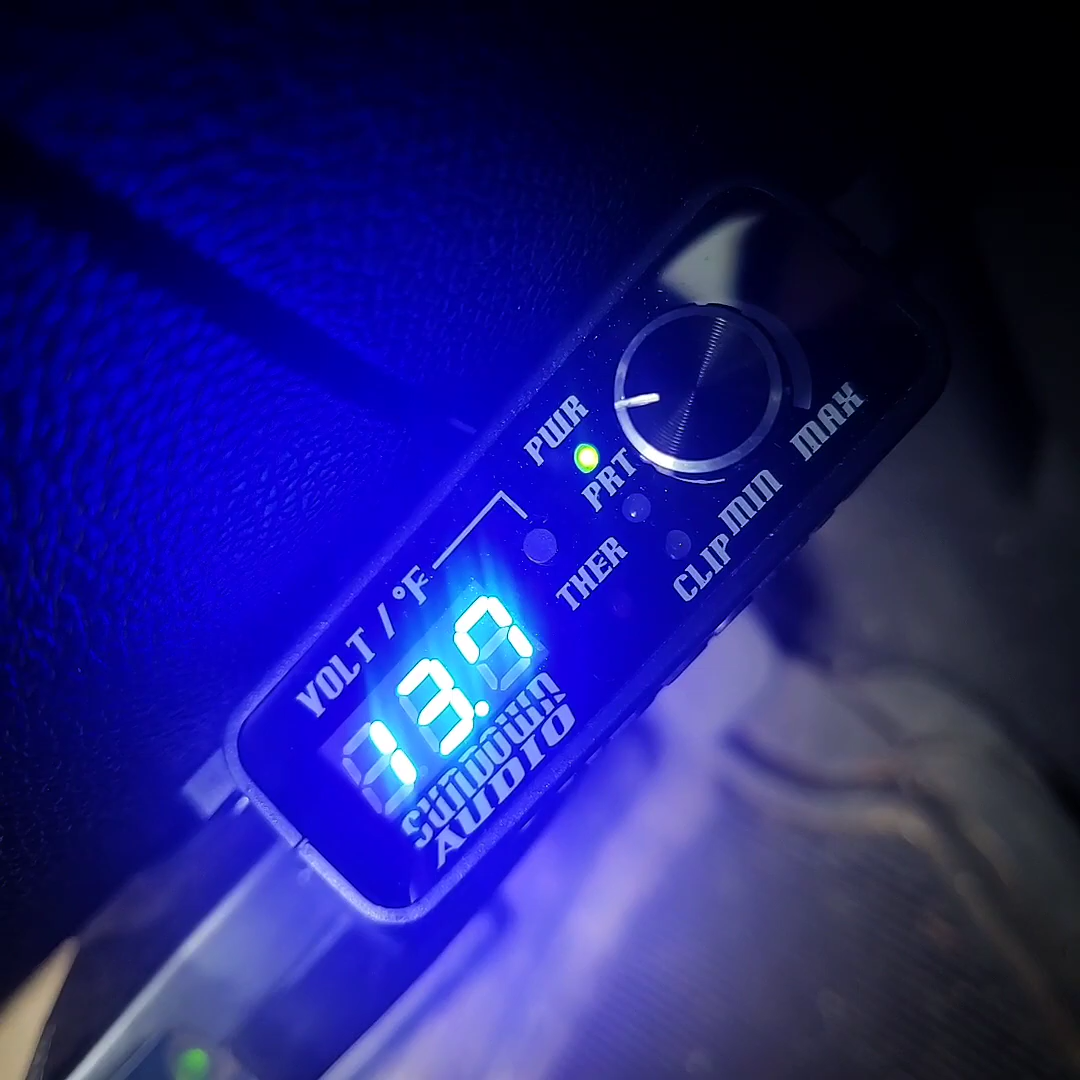 PWR
PRT
THER
CLIP
MIN
MAX
VOLT / °F
13.7
SUNDOWN
AUDIO